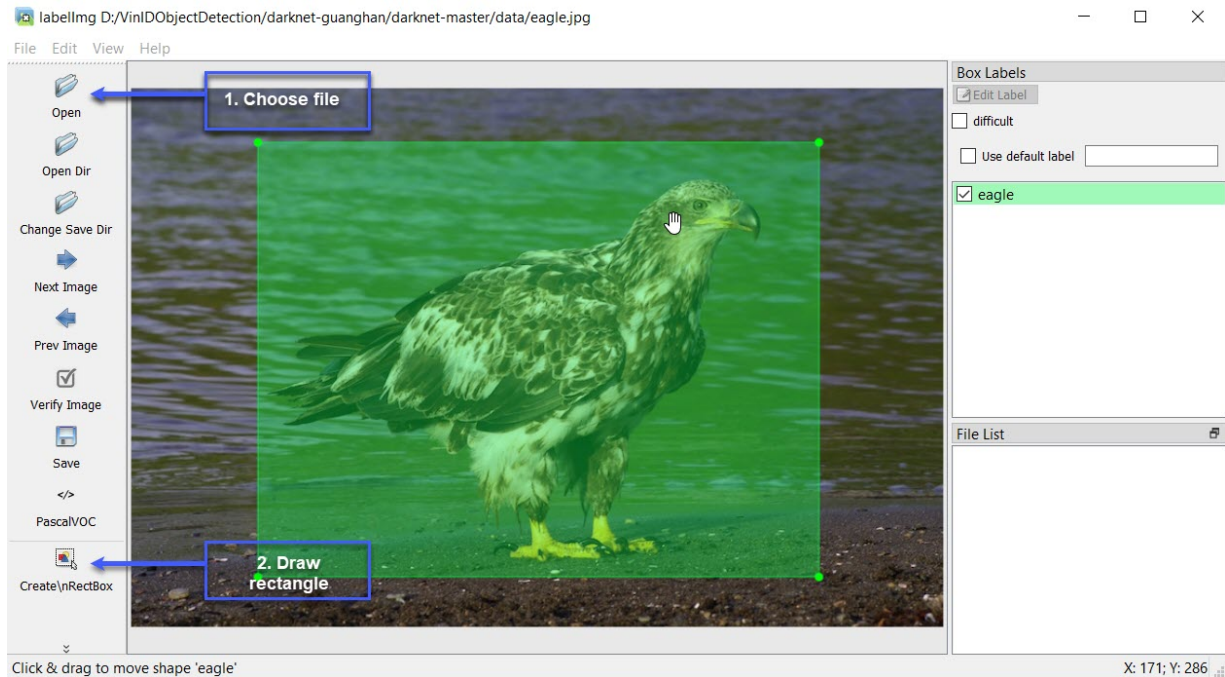 labelImg D:/VinIDObjectDetection/darknet-guanghan/darknet-master/data/eagle.jpg
File Edit View Help
Open
Open Dir
Change Save Dir
Next Image
Prev Image
Verify Image
Save
</>
PascalVOC
Create\nRectBox
1. Choose file
2. Draw
rectangle
Box Labels
Edit Label
difficult
Use default label
eagle
File List
Click & drag to move shape 'eagle'
X: 171; Y: 286